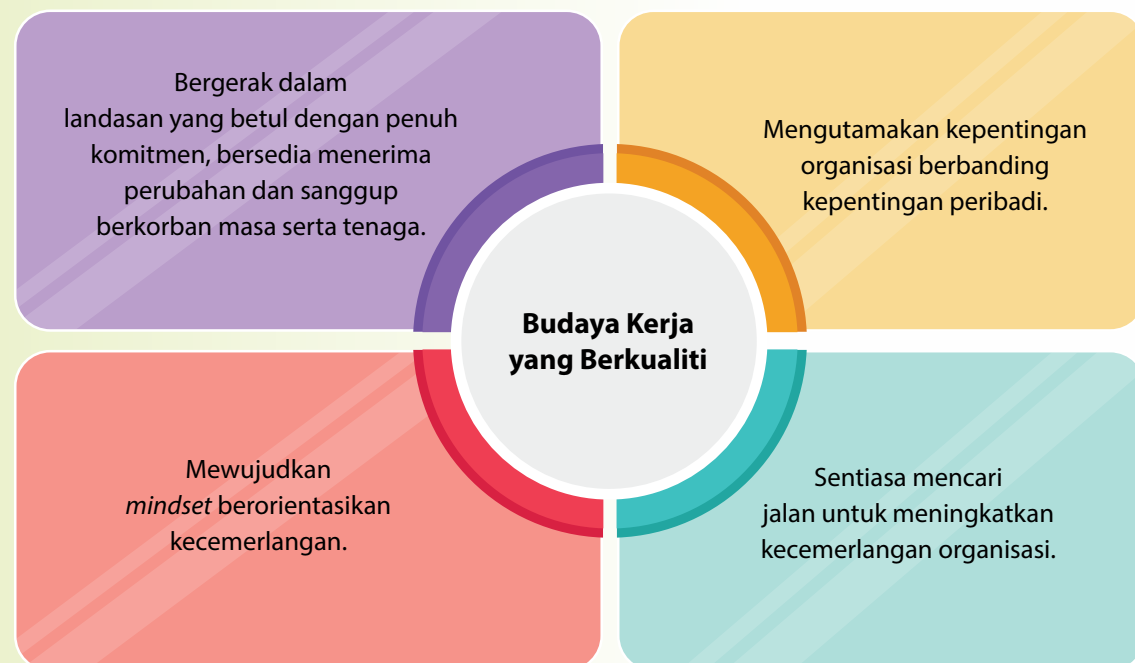 Bergerak dalam
landasan yang betul dengan penuh
komitmen, bersedia menerima
perubahan dan sanggup
berkorban masa serta tenaga.
Mengutamakan kepentingan
organisasi berbanding
kepentingan peribadi.
Budaya Kerja
yang Berkualiti
Mewujudkan
mindset berorientasikan
kecemerlangan.
Sentiasa mencari
jalan untuk meningkatkan
kecemerlangan organisasi.